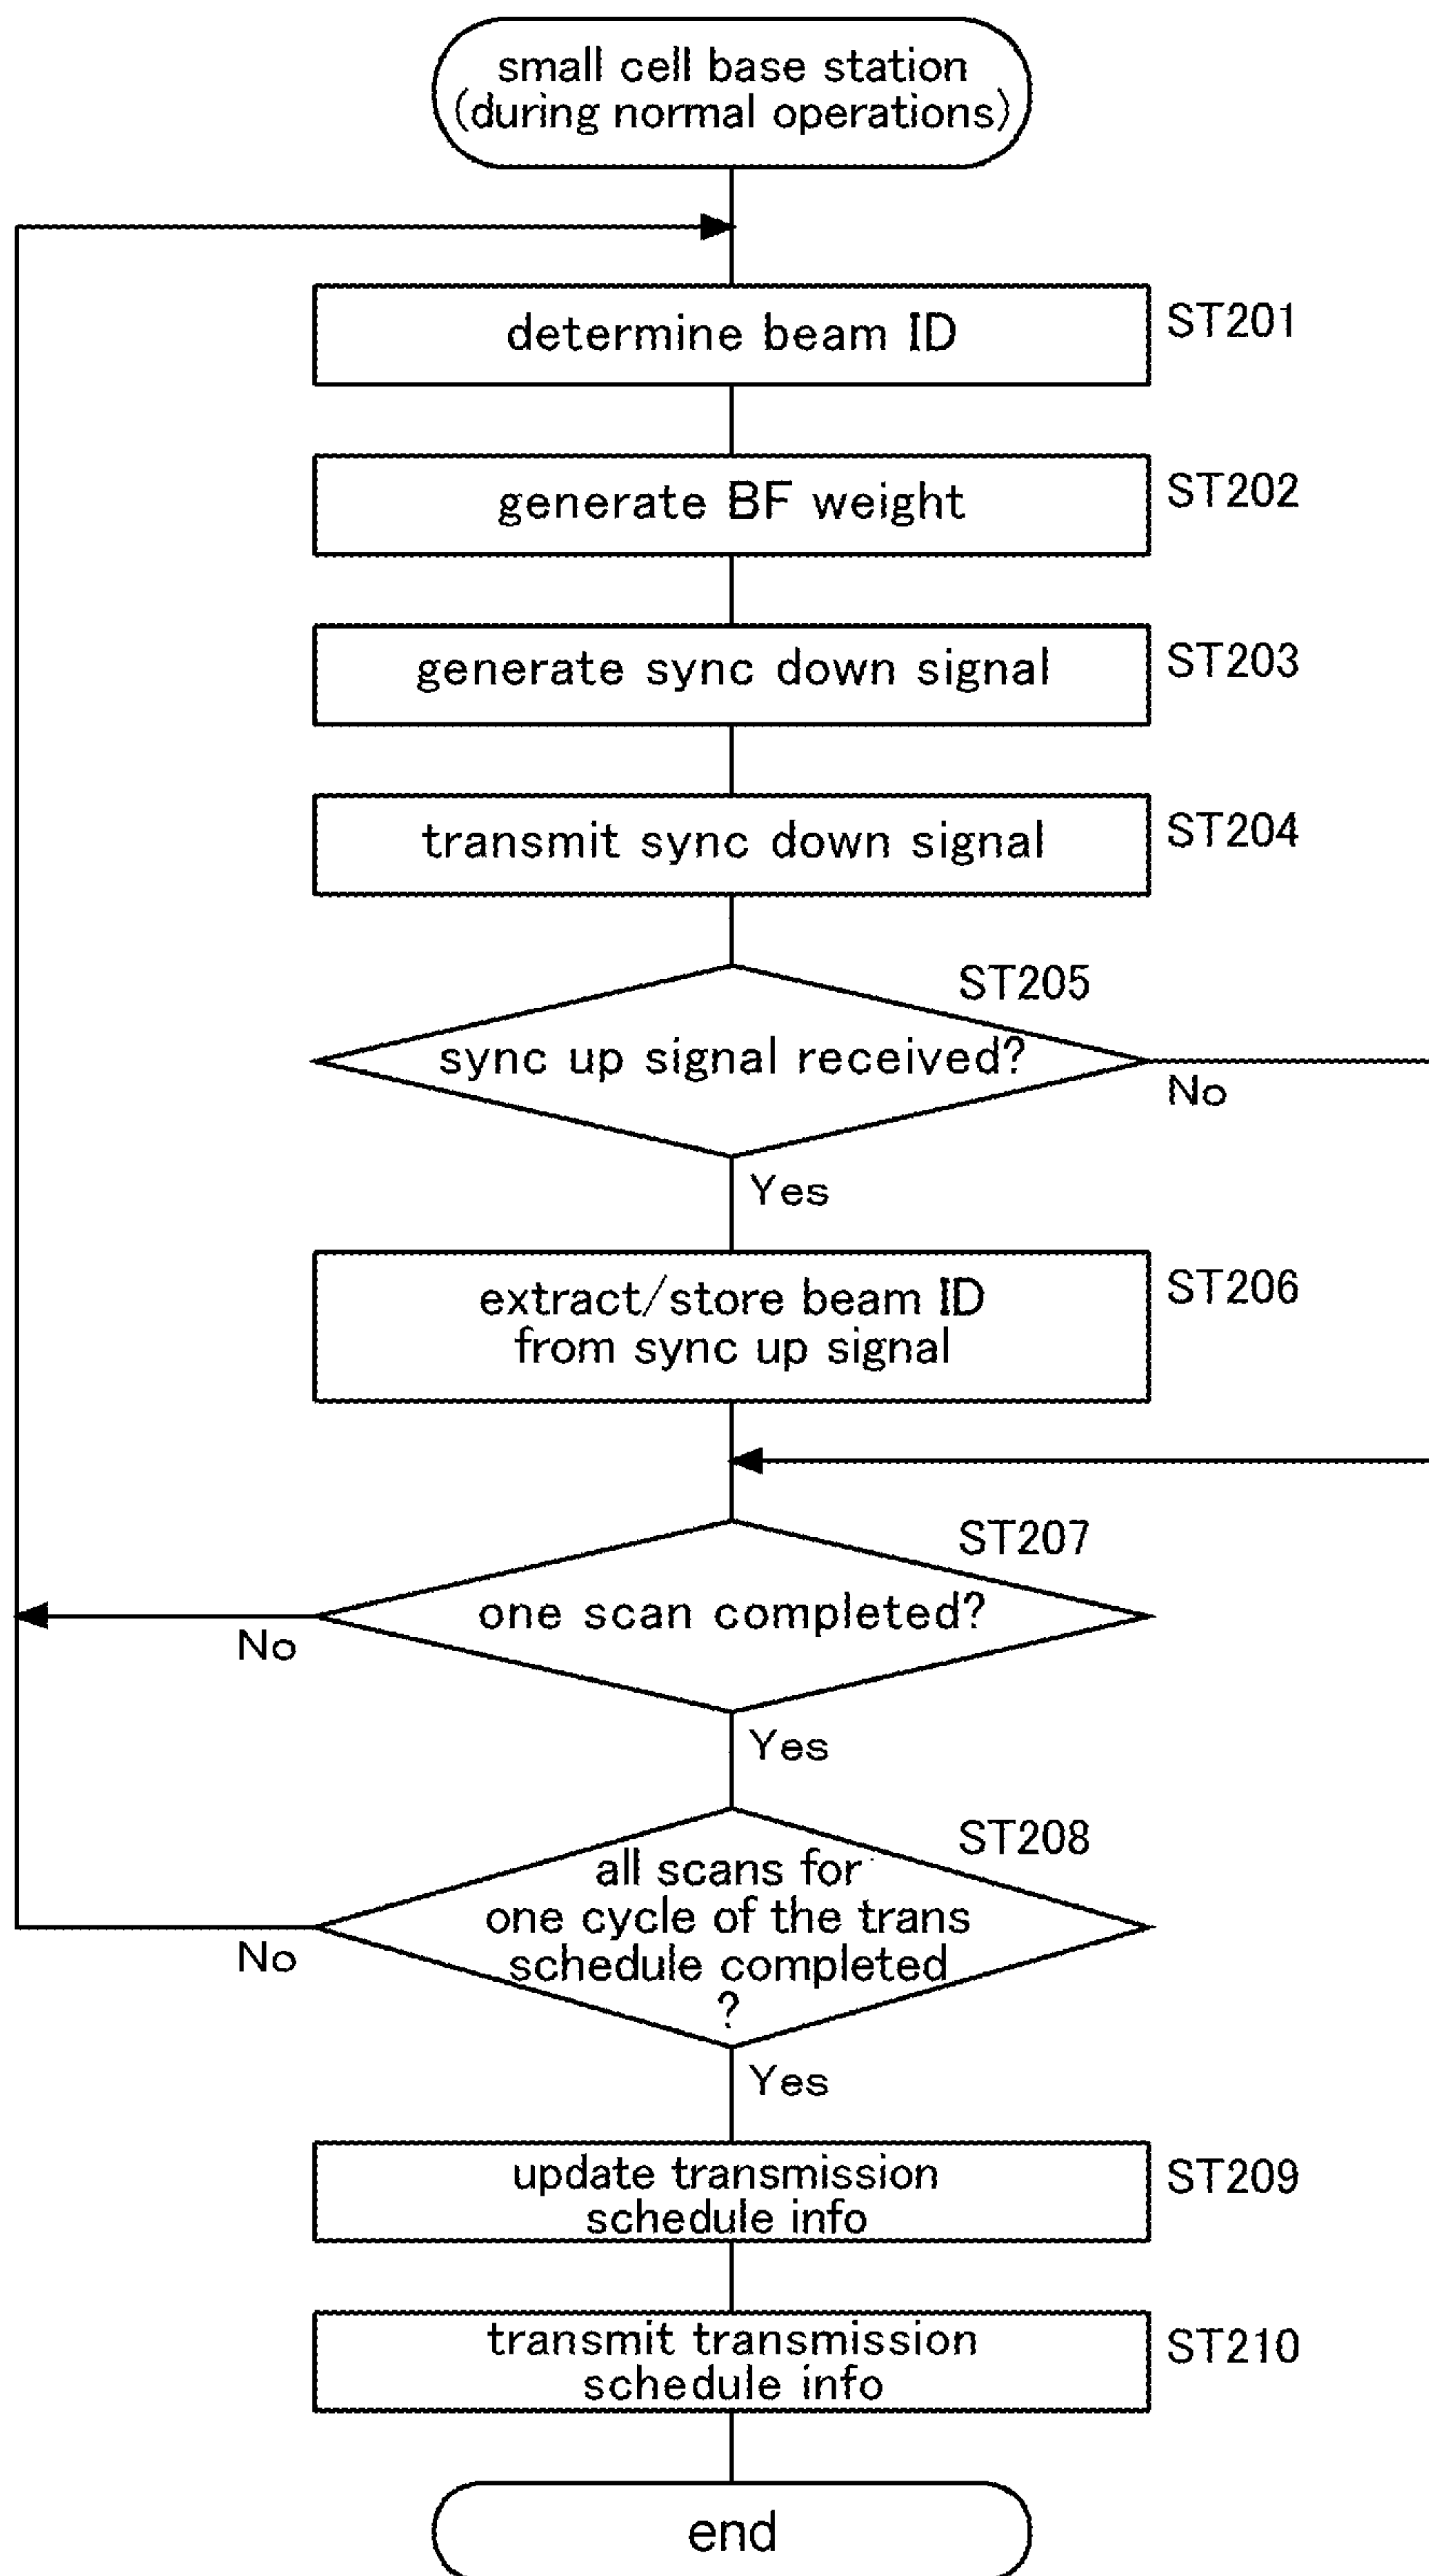 small cell base station
(during normal operations)
determine beam ID
ST201
generate BF weight
ST202
generate sync down signal
ST203
transmit sync down signal
ST204
ST205
sync up signal received?
No
Yes
extract/store beam ID
from sync up signal
ST206
ST207
one scan completed?
No
Yes
ST208
all scans for
one cycle of the trans
schedule completed
?
No
Yes
update transmission
schedule info
ST209
transmit transmission
schedule info
ST210
end